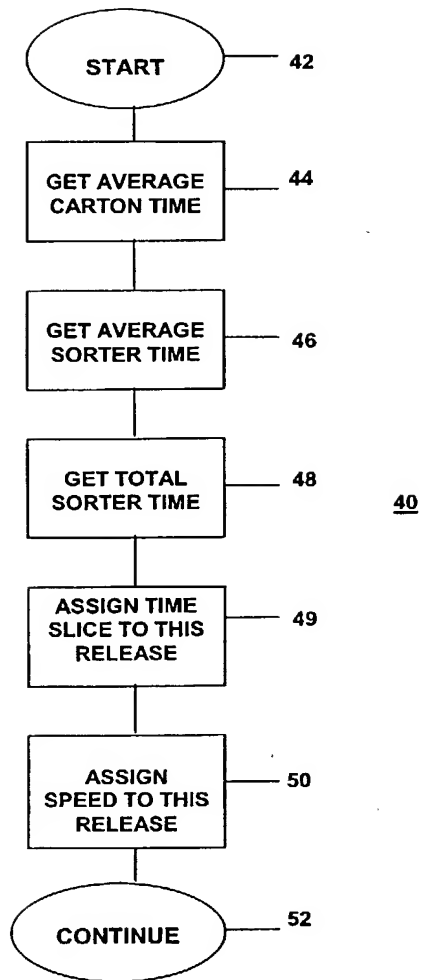 START
42
GET AVERAGE
CARTON TIME
44
GET AVERAGE
SORTER TIME
46
GET TOTAL
SORTER TIME
48
40
ASSIGN TIME
SLICE TO THIS
RELEASE
49
ASSIGN
SPEED TO THIS
RELEASE
50
CONTINUE
52